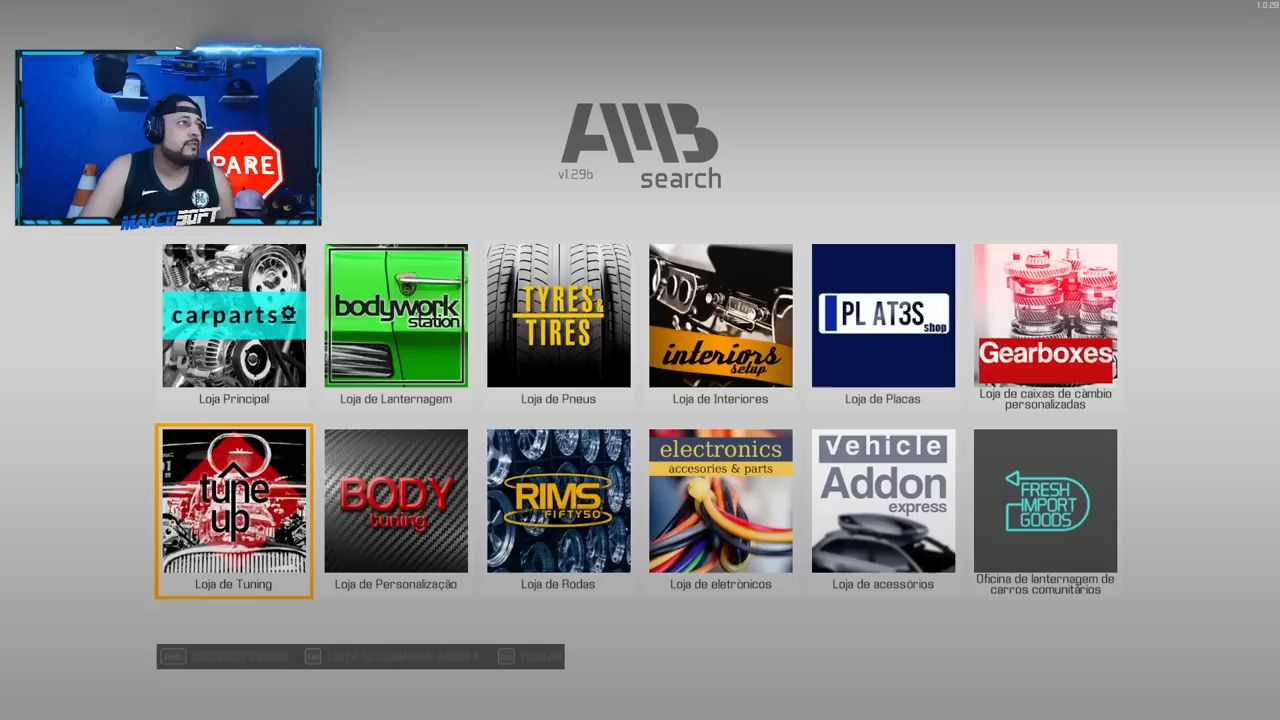 1.0.29
PARE
MAICOSOFT
AMB
v1.29b
search
carparts
bodywork
station
TYRES &
TIRES
interiors
setup
PL AT3S
shop
Gearboxes
Loja Principal
Loja de Lanternagem
Loja de Pneus
Loja de Interiores
Loja de Placas
Loja de caixas de câmbio
personalizadas
tune
up
BODY
tuning
RIMS
FIFTY50
electronics
accesories & parts
vehicle
Addon
express
FRESH
IMPORT
GOODS
Loja de Tuning
Loja de Personalização
Loja de Rodas
Loja de eletrônicos
Loja de acessórios
Oficina de lanternagem de
carros comunitários